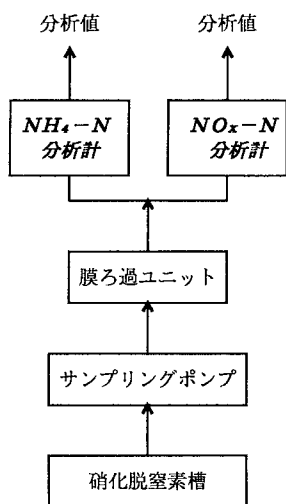 分析値 分析値
NH₄－N 分析計
NOₓ－N 分析計
膜ろ過ユニット
サンプリングポンプ
硝化脱窒素槽